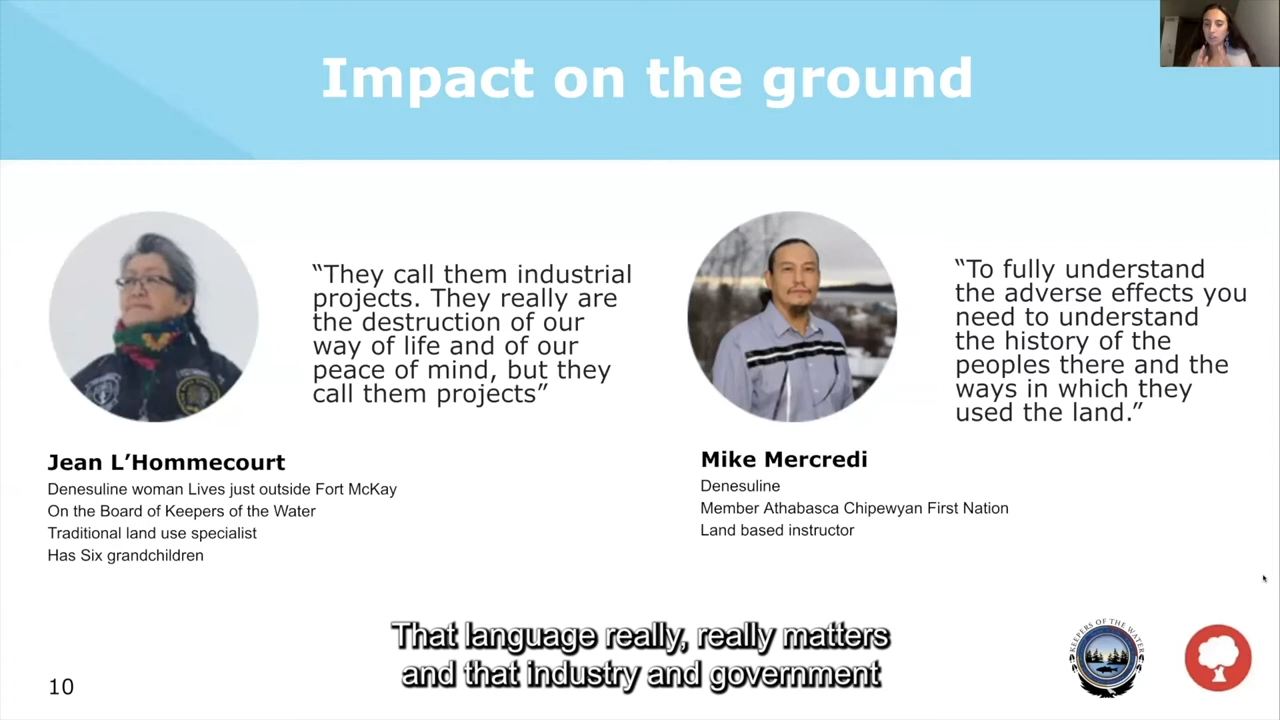 Impact on the ground
“They call them industrial
projects. They really are
the destruction of our
way of life and of our
peace of mind, but they
call them projects”
Jean L’Hommecourt
Denesuline woman Lives just outside Fort McKay
On the Board of Keepers of the Water
Traditional land use specialist
Has Six grandchildren
“To fully understand
the adverse effects you
need to understand
the history of the
peoples there and the
ways in which they
used the land.”
Mike Mercredi
Denesuline
Member Athabasca Chipewyan First Nation
Land based instructor
That language really, really matters
and that industry and government
10
KEEPERS OF THE WATER